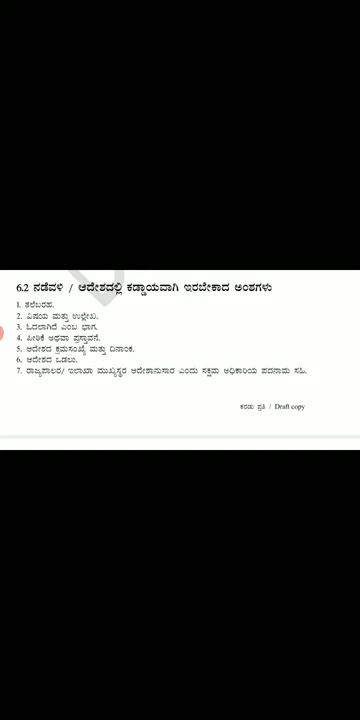 6.2 ನಡೆವಳಿ / ಆದೇಶದಲ್ಲಿ ಕಡ್ಡಾಯವಾಗಿ ಇರಬೇಕಾದ ಅಂಶಗಳು
1. ತಲೆಬರಹ.
2. ವಿಷಯ ಮತ್ತು ಉಲ್ಲೇಖ.
3. ಓದಲಾಗಿದೆ ಎಂಬ ಭಾಗ.
4. ಪೀಠಿಕೆ ಅಥವಾ ಪ್ರಸ್ತಾವನೆ.
5. ಆದೇಶದ ಕ್ರಮಸಂಖ್ಯೆ ಮತ್ತು ದಿನಾಂಕ.
6. ಆದೇಶದ ಒಡಲು.
7. ರಾಜ್ಯಪಾಲರ/ ಇಲಾಖಾ ಮುಖ್ಯಸ್ಥರ ಆದೇಶಾನುಸಾರ ಎಂದು ಸಕ್ಷಮ ಅಧಿಕಾರಿಯ ಪದನಾಮ ಸಹಿ.
ಕರಡು ಪ್ರತಿ / Draft copy